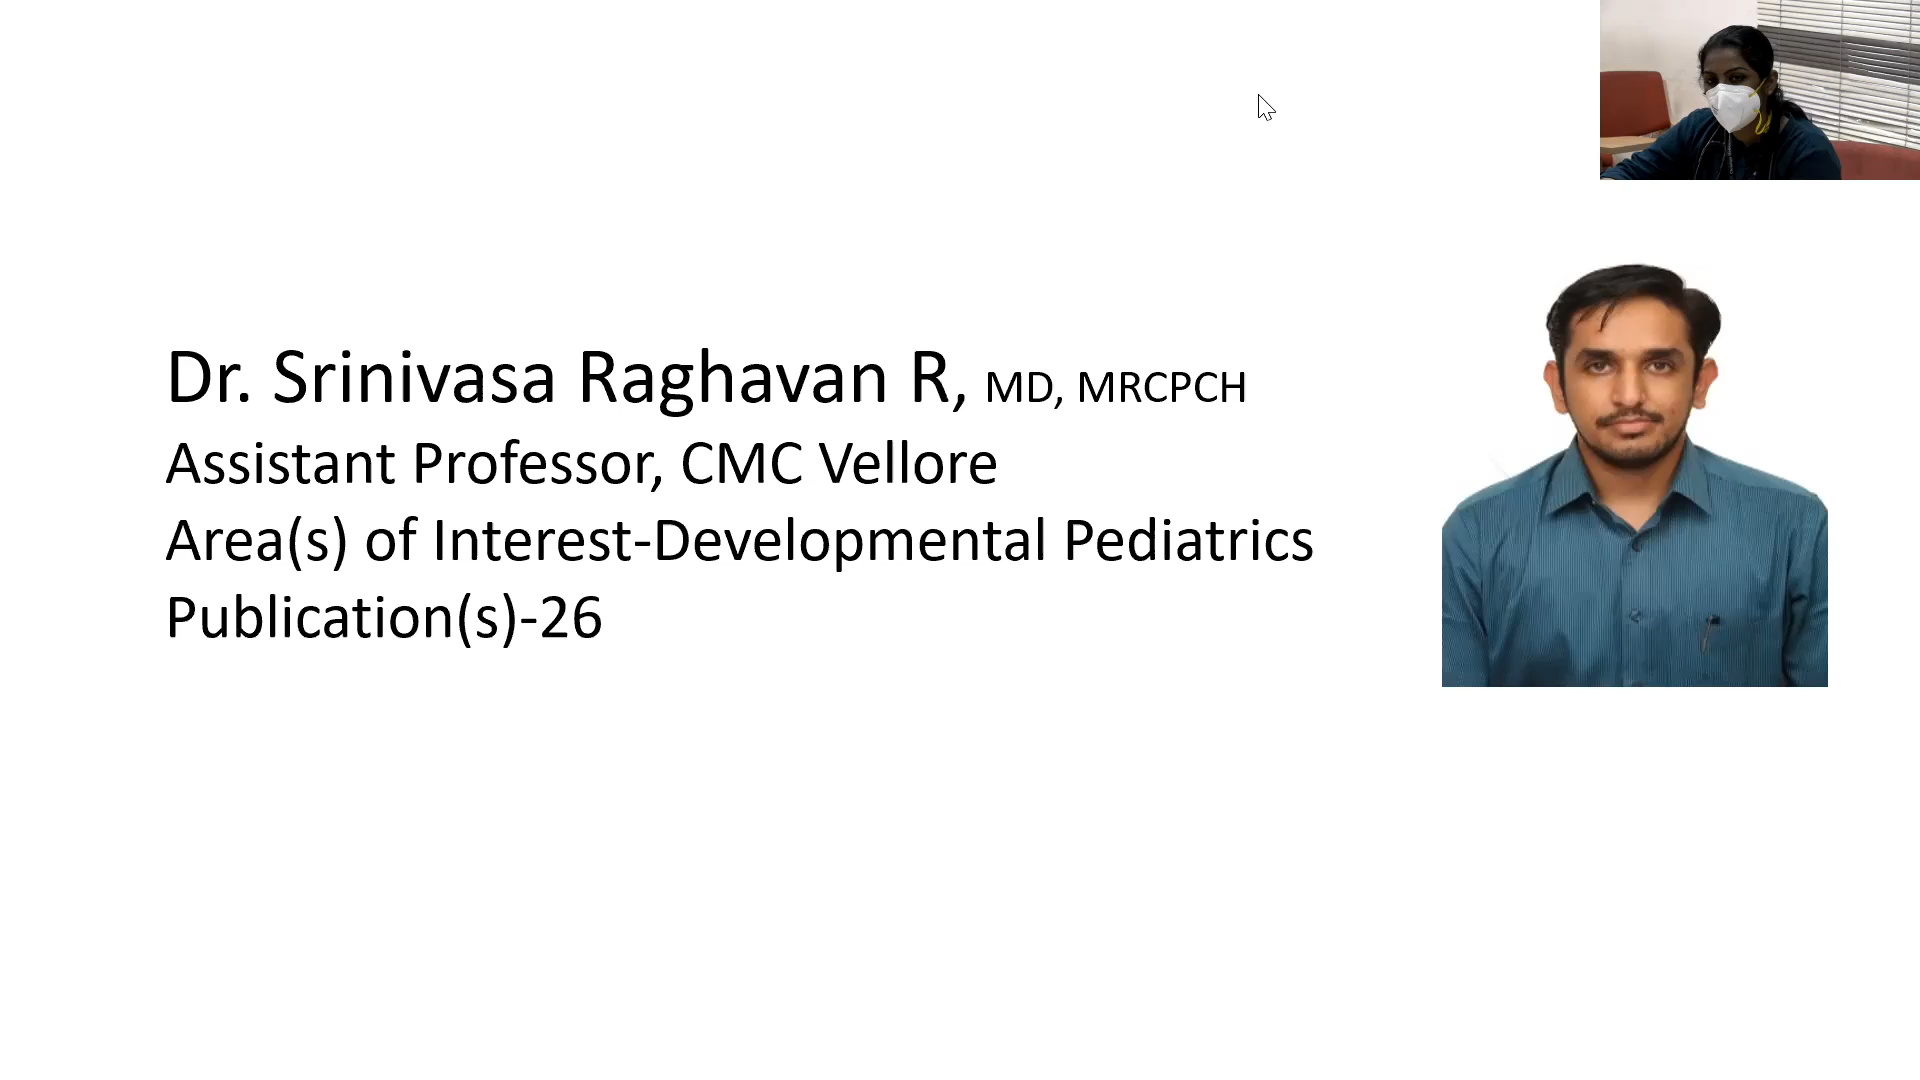 Dr. Srinivasa Raghavan R, MD, MRCPCH
Assistant Professor, CMC Vellore
Area(s) of Interest-Developmental Pediatrics
Publication(s)-26